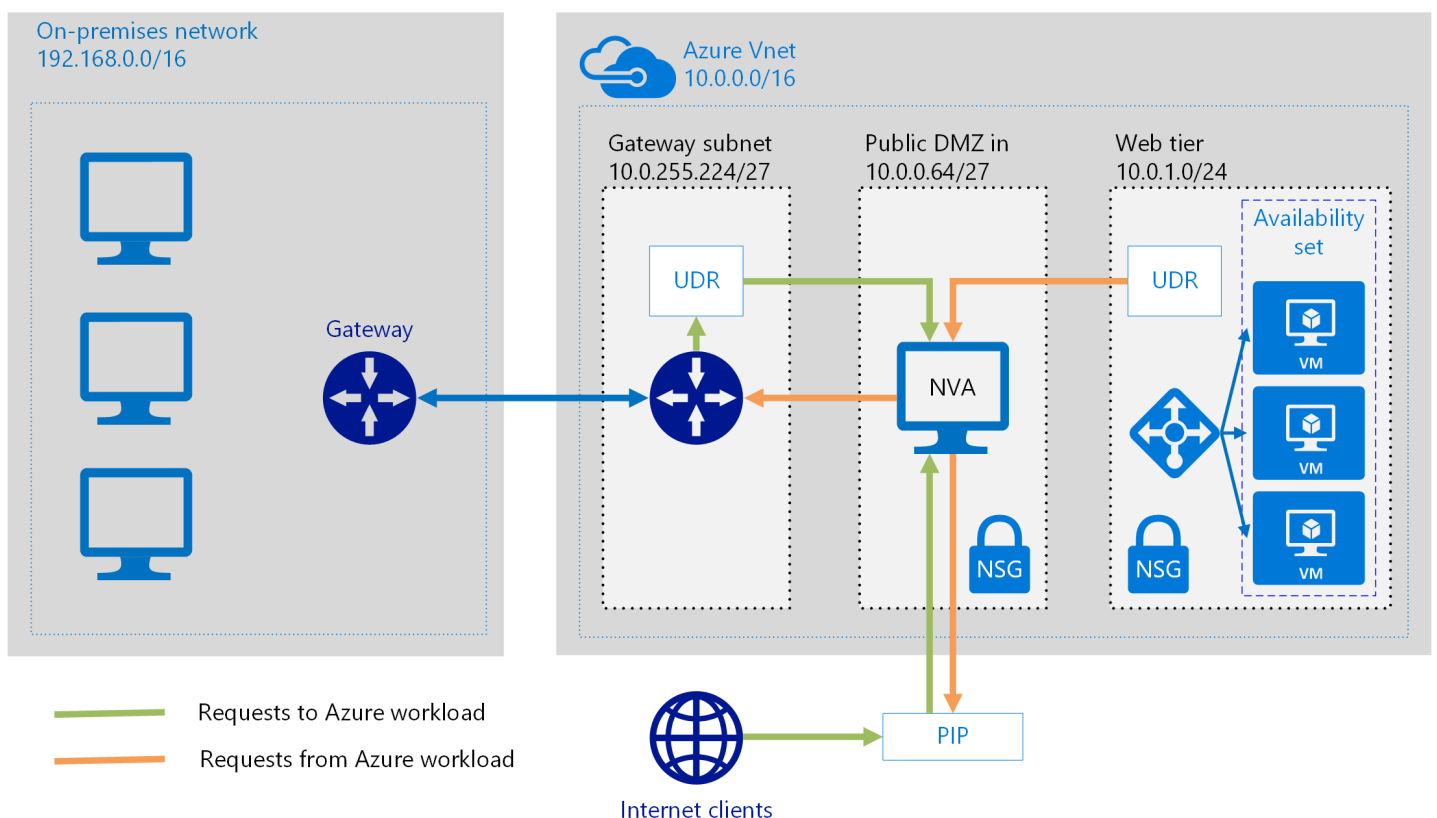 On-premises network
192.168.0.0/16
Gateway
Azure Vnet
10.0.0.0/16
Gateway subnet
10.0.255.224/27
UDR
Public DMZ in
10.0.0.64/27
NVA
NSG
Web tier
10.0.1.0/24
UDR
NSG
Availability
set
VM
VM
VM
Requests to Azure workload
Requests from Azure workload
Internet clients
PIP